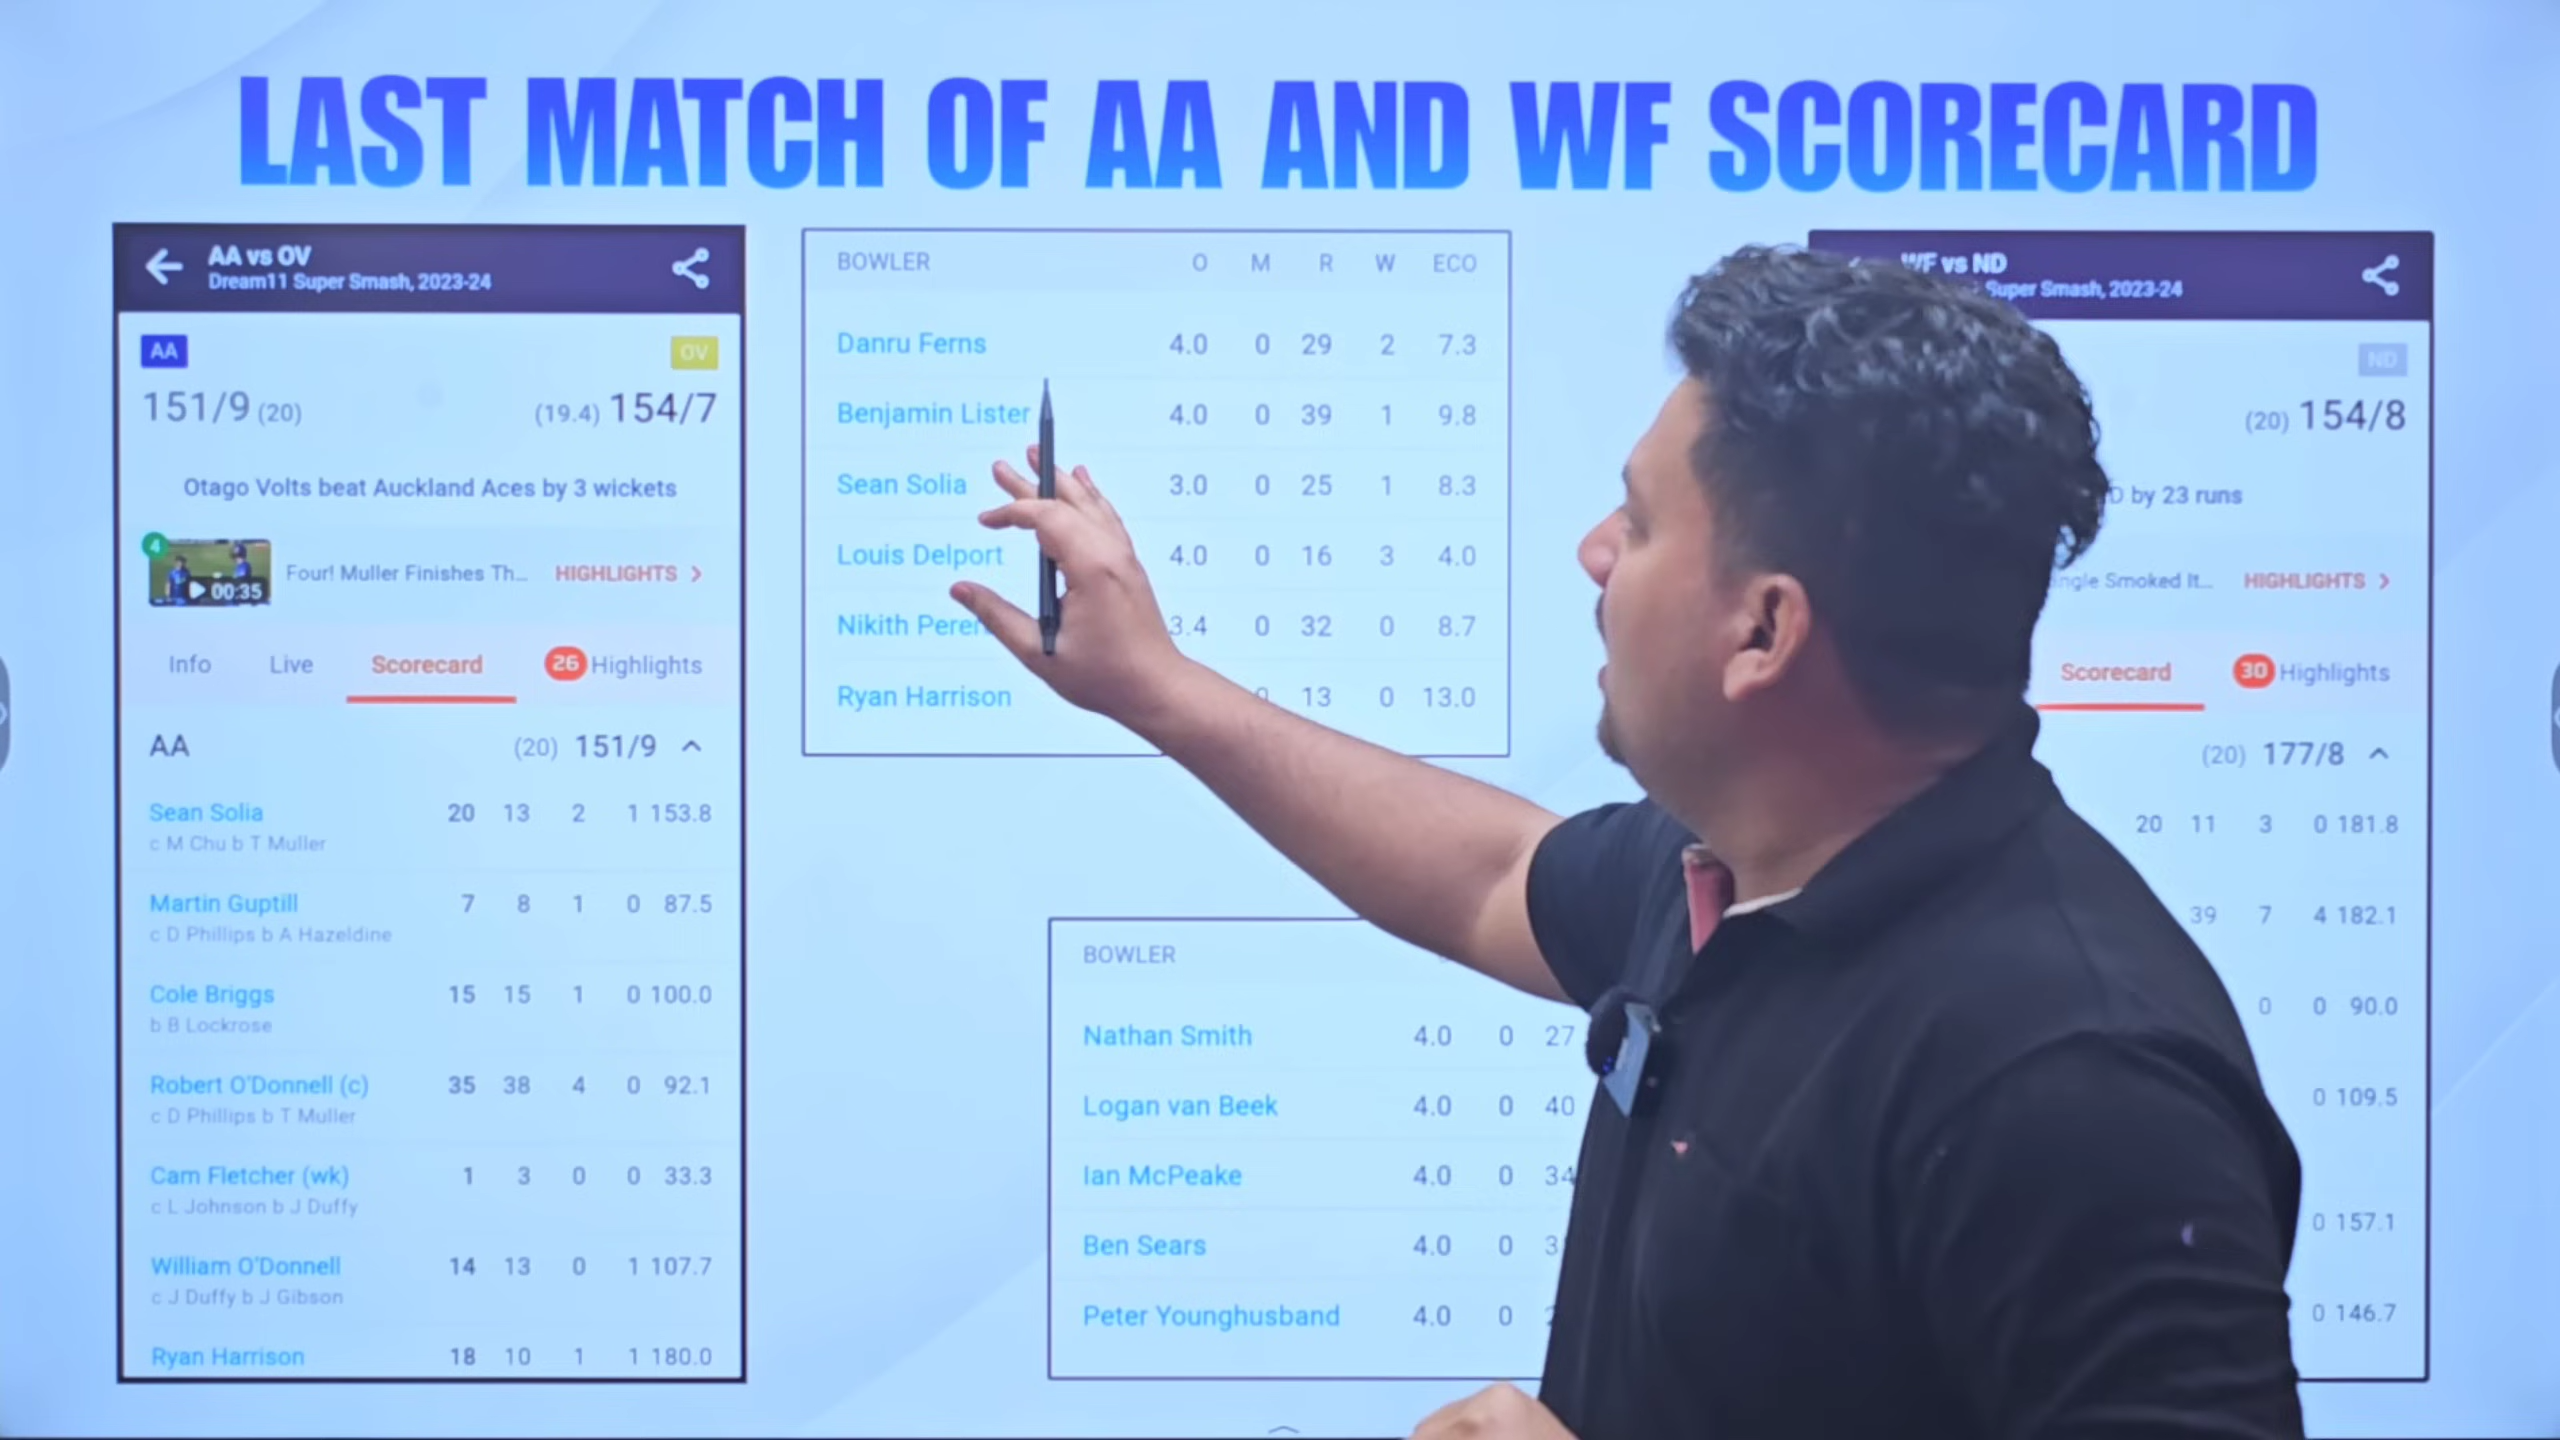 LAST MATCH OF AA AND WF SCORECARD
AA vs OV
Dream11 Super Smash, 2023-24
AA
OV
151/9 (20)
(19.4) 154/7
Otago Volts beat Auckland Aces by 3 wickets
4
00:35
Four! Muller Finishes Th...
HIGHLIGHTS
Info Live Scorecard 26 Highlights
AA (20) 151/9
Sean Solia 20 13 2 1 153.8
c M Chu b T Muller
Martin Guptill 7 8 1 0 87.5
c D Phillips b A Hazeldine
Cole Briggs 15 15 1 0 100.0
b B Lockrose
Robert O'Donnell (c) 35 38 4 0 92.1
c D Phillips b T Muller
Cam Fletcher (wk) 1 3 0 0 33.3
c L Johnson b J Duffy
William O'Donnell 14 13 0 1 107.7
c J Duffy b J Gibson
Ryan Harrison 18 10 1 1 180.0
BOWLER O M R W ECO
Danru Ferns 4.0 0 29 2 7.3
Benjamin Lister 4.0 0 39 1 9.8
Sean Solia 3.0 0 25 1 8.3
Louis Delport 4.0 0 16 3 4.0
Nikith 3.4 0 32 0 8.7
Ryan Harrison 13 0 13.0
BOWLER
Nathan Smith 4.0 0 27
Logan van Beek 4.0 0 40
Ian McPeake 4.0 0 34
Ben Sears 4.0 0
Peter Younghusband 4.0 0
WF vs ND
Super Smash, 2023-24
ND
(20) 154/8
by 23 runs
Smoked It...
HIGHLIGHTS
Scorecard 30 Highlights
(20) 177/8
20 11 3 0 181.8
39 7 4 182.1
0 0 90.0
0 109.5
0 157.1
0 146.7